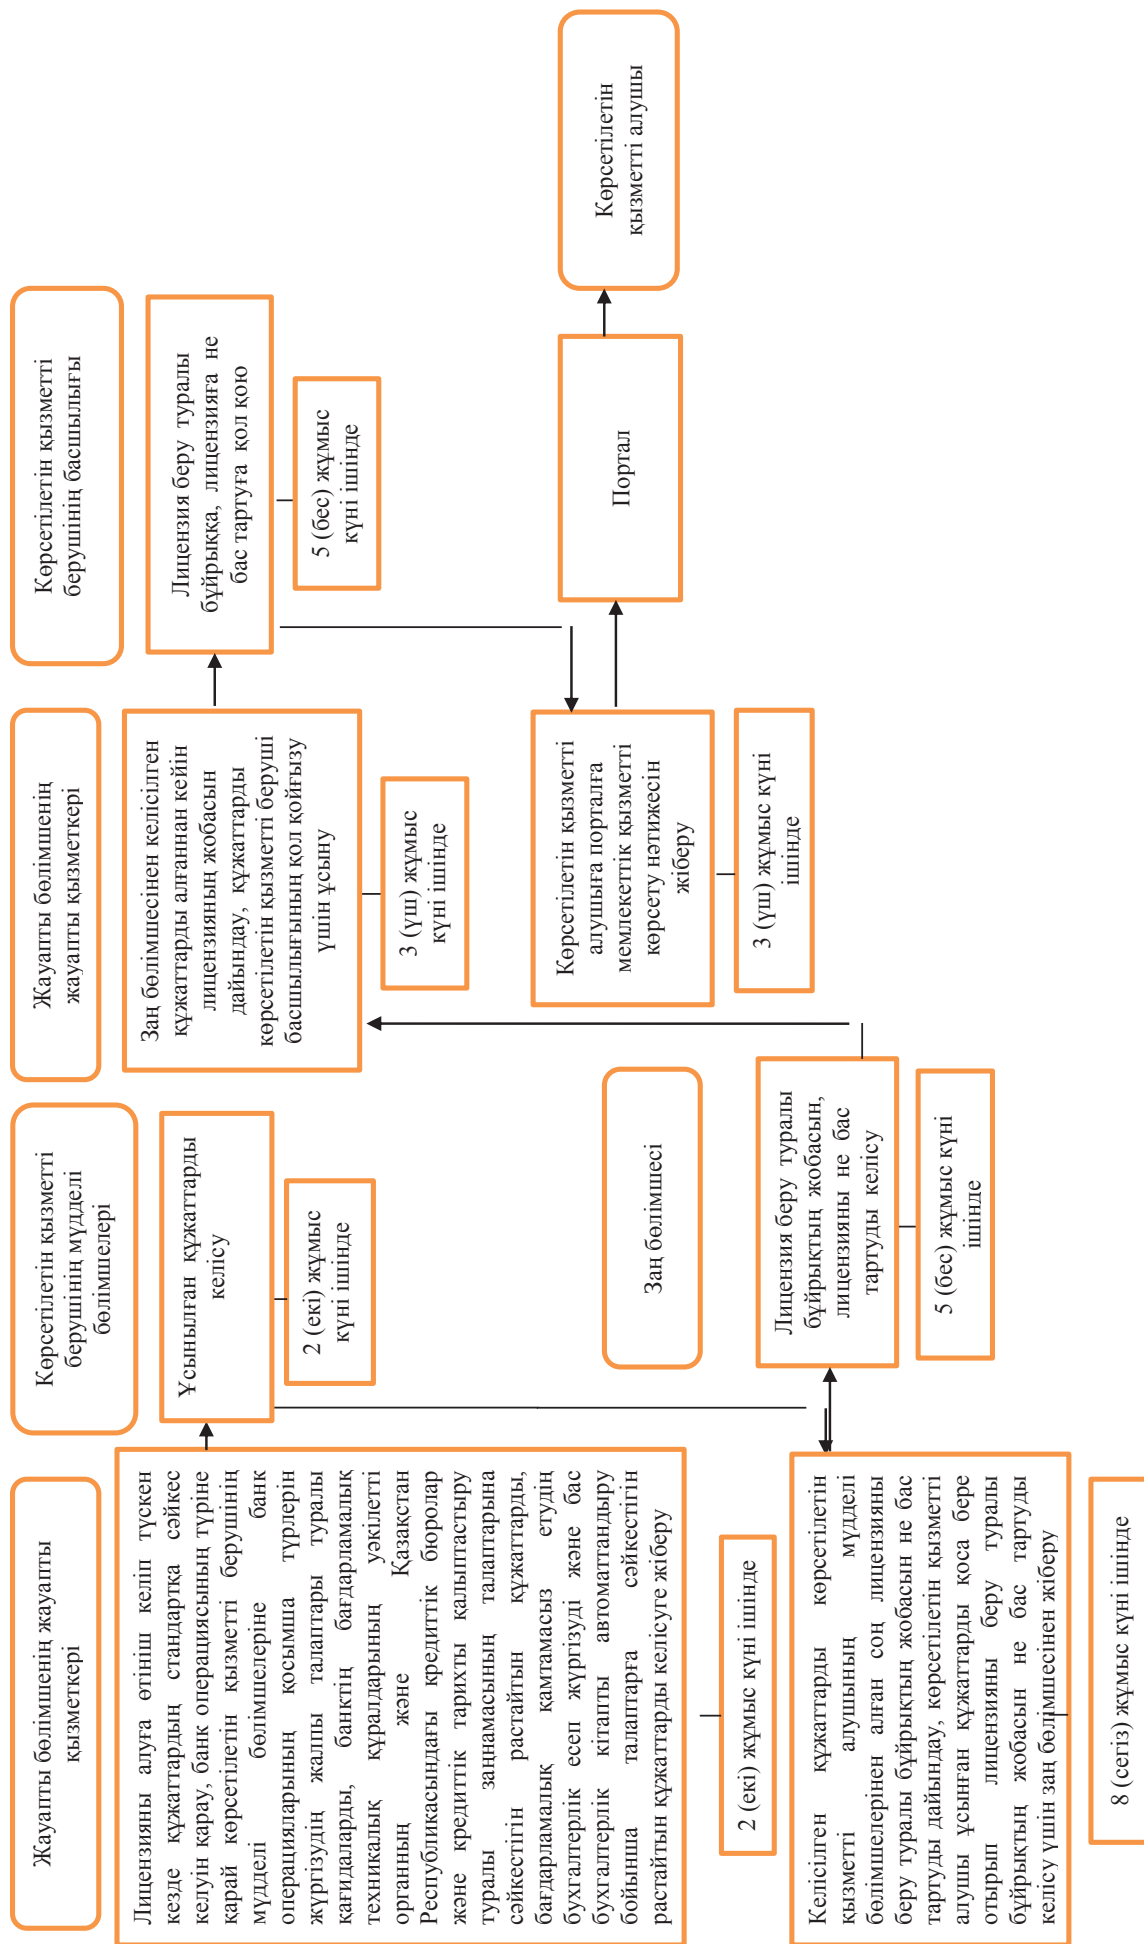 Жауапты бөлімшенің жауапты
қызметкері
Көрсетілетін қызметті
берушінің мүдделі
бөлімшелері
Жауапты бөлімшенің
жауапты қызметкері
Көрсетілетін қызметті
берушінің басшылығы
Лицензияны алуға өтініш келіп түскен
кезде құжаттардың стандартқа сәйкес
келуін қарау, банк операциясының түріне
қарай көрсетілетін қызметті берушінің
мүдделі бөлімшелеріне банк
операцияларының қосымша түрлерін
жүргізудің жалпы талаптары туралы
қағидаларды, банктің бағдарламалық
техникалық құралдарының уәкілетті
органның және Қазақстан
Республикасындағы кредиттік бюролар
және кредиттік тарихты қалыптастыру
туралы заңнамасының талаптарына
сәйкестігін растайтын құжаттарды,
бағдарламалық қамтамасыз етудің
бухгалтерлік есеп жүргізуді және бас
бухгалтерлік кітапты автоматтандыру
бойынша талаптарға сәйкестігін
растайтын құжаттарды келісуге жіберу
2 (екі) жұмыс күні ішінде
Ұсынылған құжаттарды
келісу
2 (екі) жұмыс
күні ішінде
Келісілген құжаттарды көрсетілетін
қызметті алушының мүдделі
бөлімшелерінен алған соң лицензияны
беру туралы бұйрықтың жобасын не бас
тартуды дайындау, көрсетілетін қызметті
алушы ұсынған құжаттарды қоса бере
отырып лицензияны беру туралы
бұйрықтың жобасын не бас тартуды
келісу үшін заң бөлімшесінен жіберу
8 (сегіз) жұмыс күні ішінде
Заң бөлімшесі
Лицензия беру туралы
бұйрықтың жобасын,
лицензияны не бас
тартуды келісу
5 (бес) жұмыс күні
ішінде
Заң бөлімшесінен келісілген
құжаттарды алғаннан кейін
лицензияның жобасын
дайындау, құжаттарды
көрсетілетін қызметті беруші
басшылығының қол қойғызу
үшін ұсыну
3 (үш) жұмыс
күні ішінде
Лицензия беру туралы
бұйрыққа, лицензияға не
бас тартуға қол қою
5 (бес) жұмыс
күні ішінде
Көрсетілетін қызметті
алушыға порталға
мемлекеттік қызметті
көрсету нәтижесін
жіберу
3 (үш) жұмыс күні
ішінде
Портал
Көрсетілетін
қызметті алушы